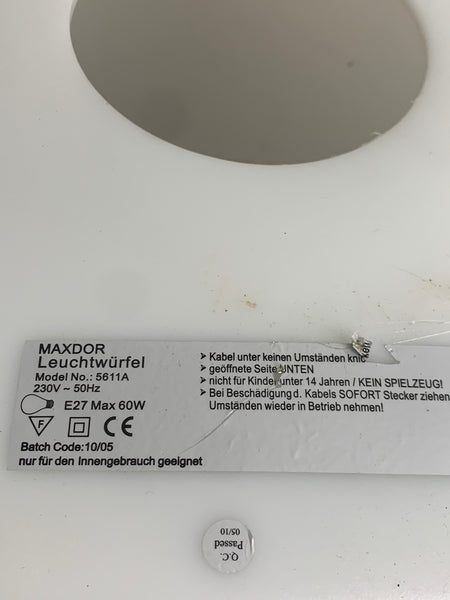 MAXDOR
Leuchtwürfel
Model No.: 5611A
230V ~ 50Hz
E27 Max 60W
F
CE
Batch Code: 10/05
nur für den Innengebrauch geeignet
➤ Kabel unter keinen Umständen
➤ geöffnete Seite UNTEN
➤ nicht für Kinder unter 14 Jahren / KEIN SPIELZEUG!
➤ Bei Beschädigung d. Kabels SOFORT Stecker ziehen
Umständen wieder in Betrieb nehmen!
Q.C.
Passed
05/10